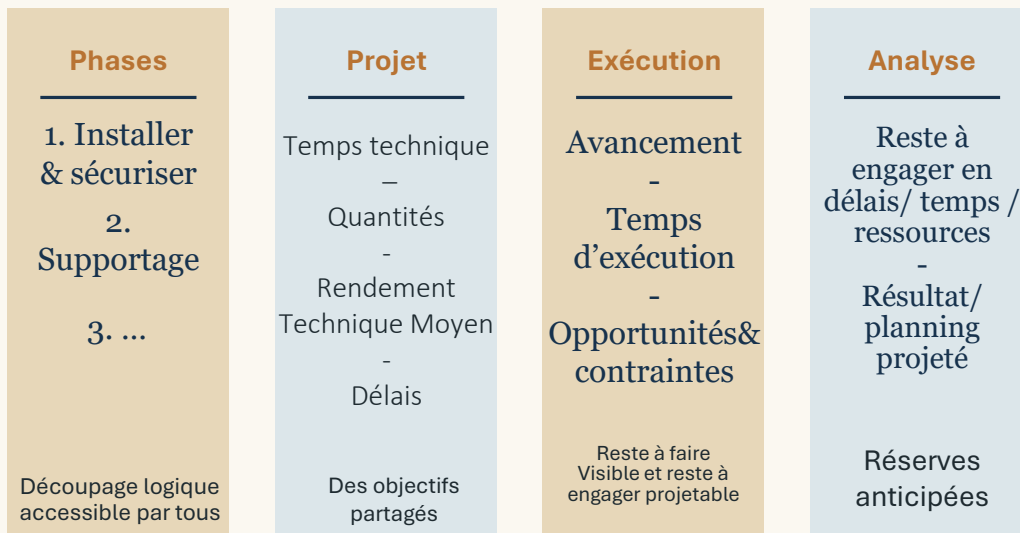 Phases
1. Installer
& sécuriser
2.
Supportage
3. ...
Découpage logique
accessible par tous
Projet
Temps technique
–
Quantités
-
Rendement
Technique Moyen
-
Délais
Des objectifs
partagés
Exécution
Avancement
-
Temps
d’exécution
-
Opportunités&
contraintes
Reste à faire
Visible et reste à
engager projetable
Analyse
Reste à
engager en
délais/ temps /
ressources
-
Résultat/
planning
projeté
Réserves
anticipées